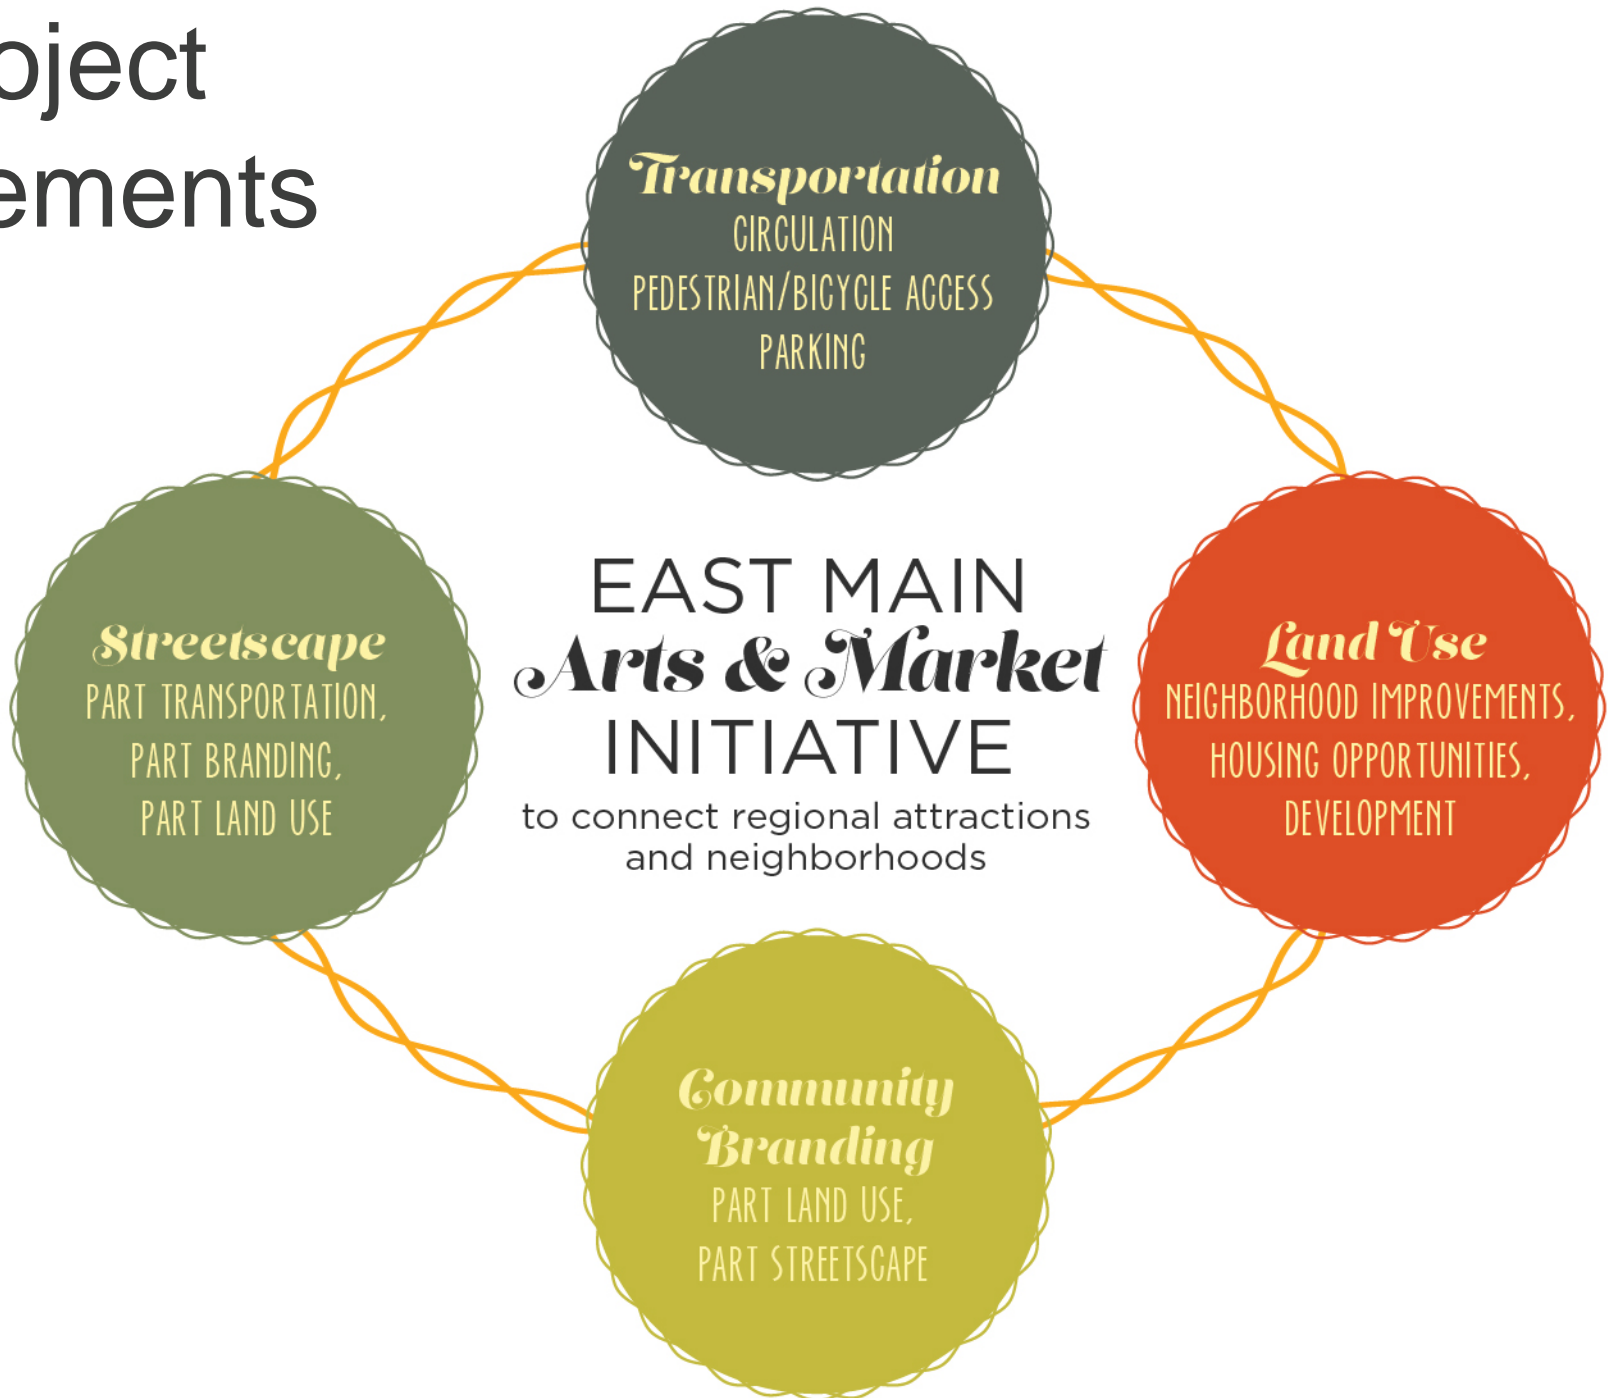 oject
ements
Transportation
CIRCULATION
PEDESTRIAN/BICYCLE ACCESS
PARKING
Streetscape
PART TRANSPORTATION,
PART BRANDING,
PART LAND USE
EAST MAIN
Arts & Market
INITIATIVE
to connect regional attractions
and neighborhoods
Land Use
NEIGHBORHOOD IMPROVEMENTS,
HOUSING OPPORTUNITIES,
DEVELOPMENT
Community
Branding
PART LAND USE,
PART STREETSCAPE